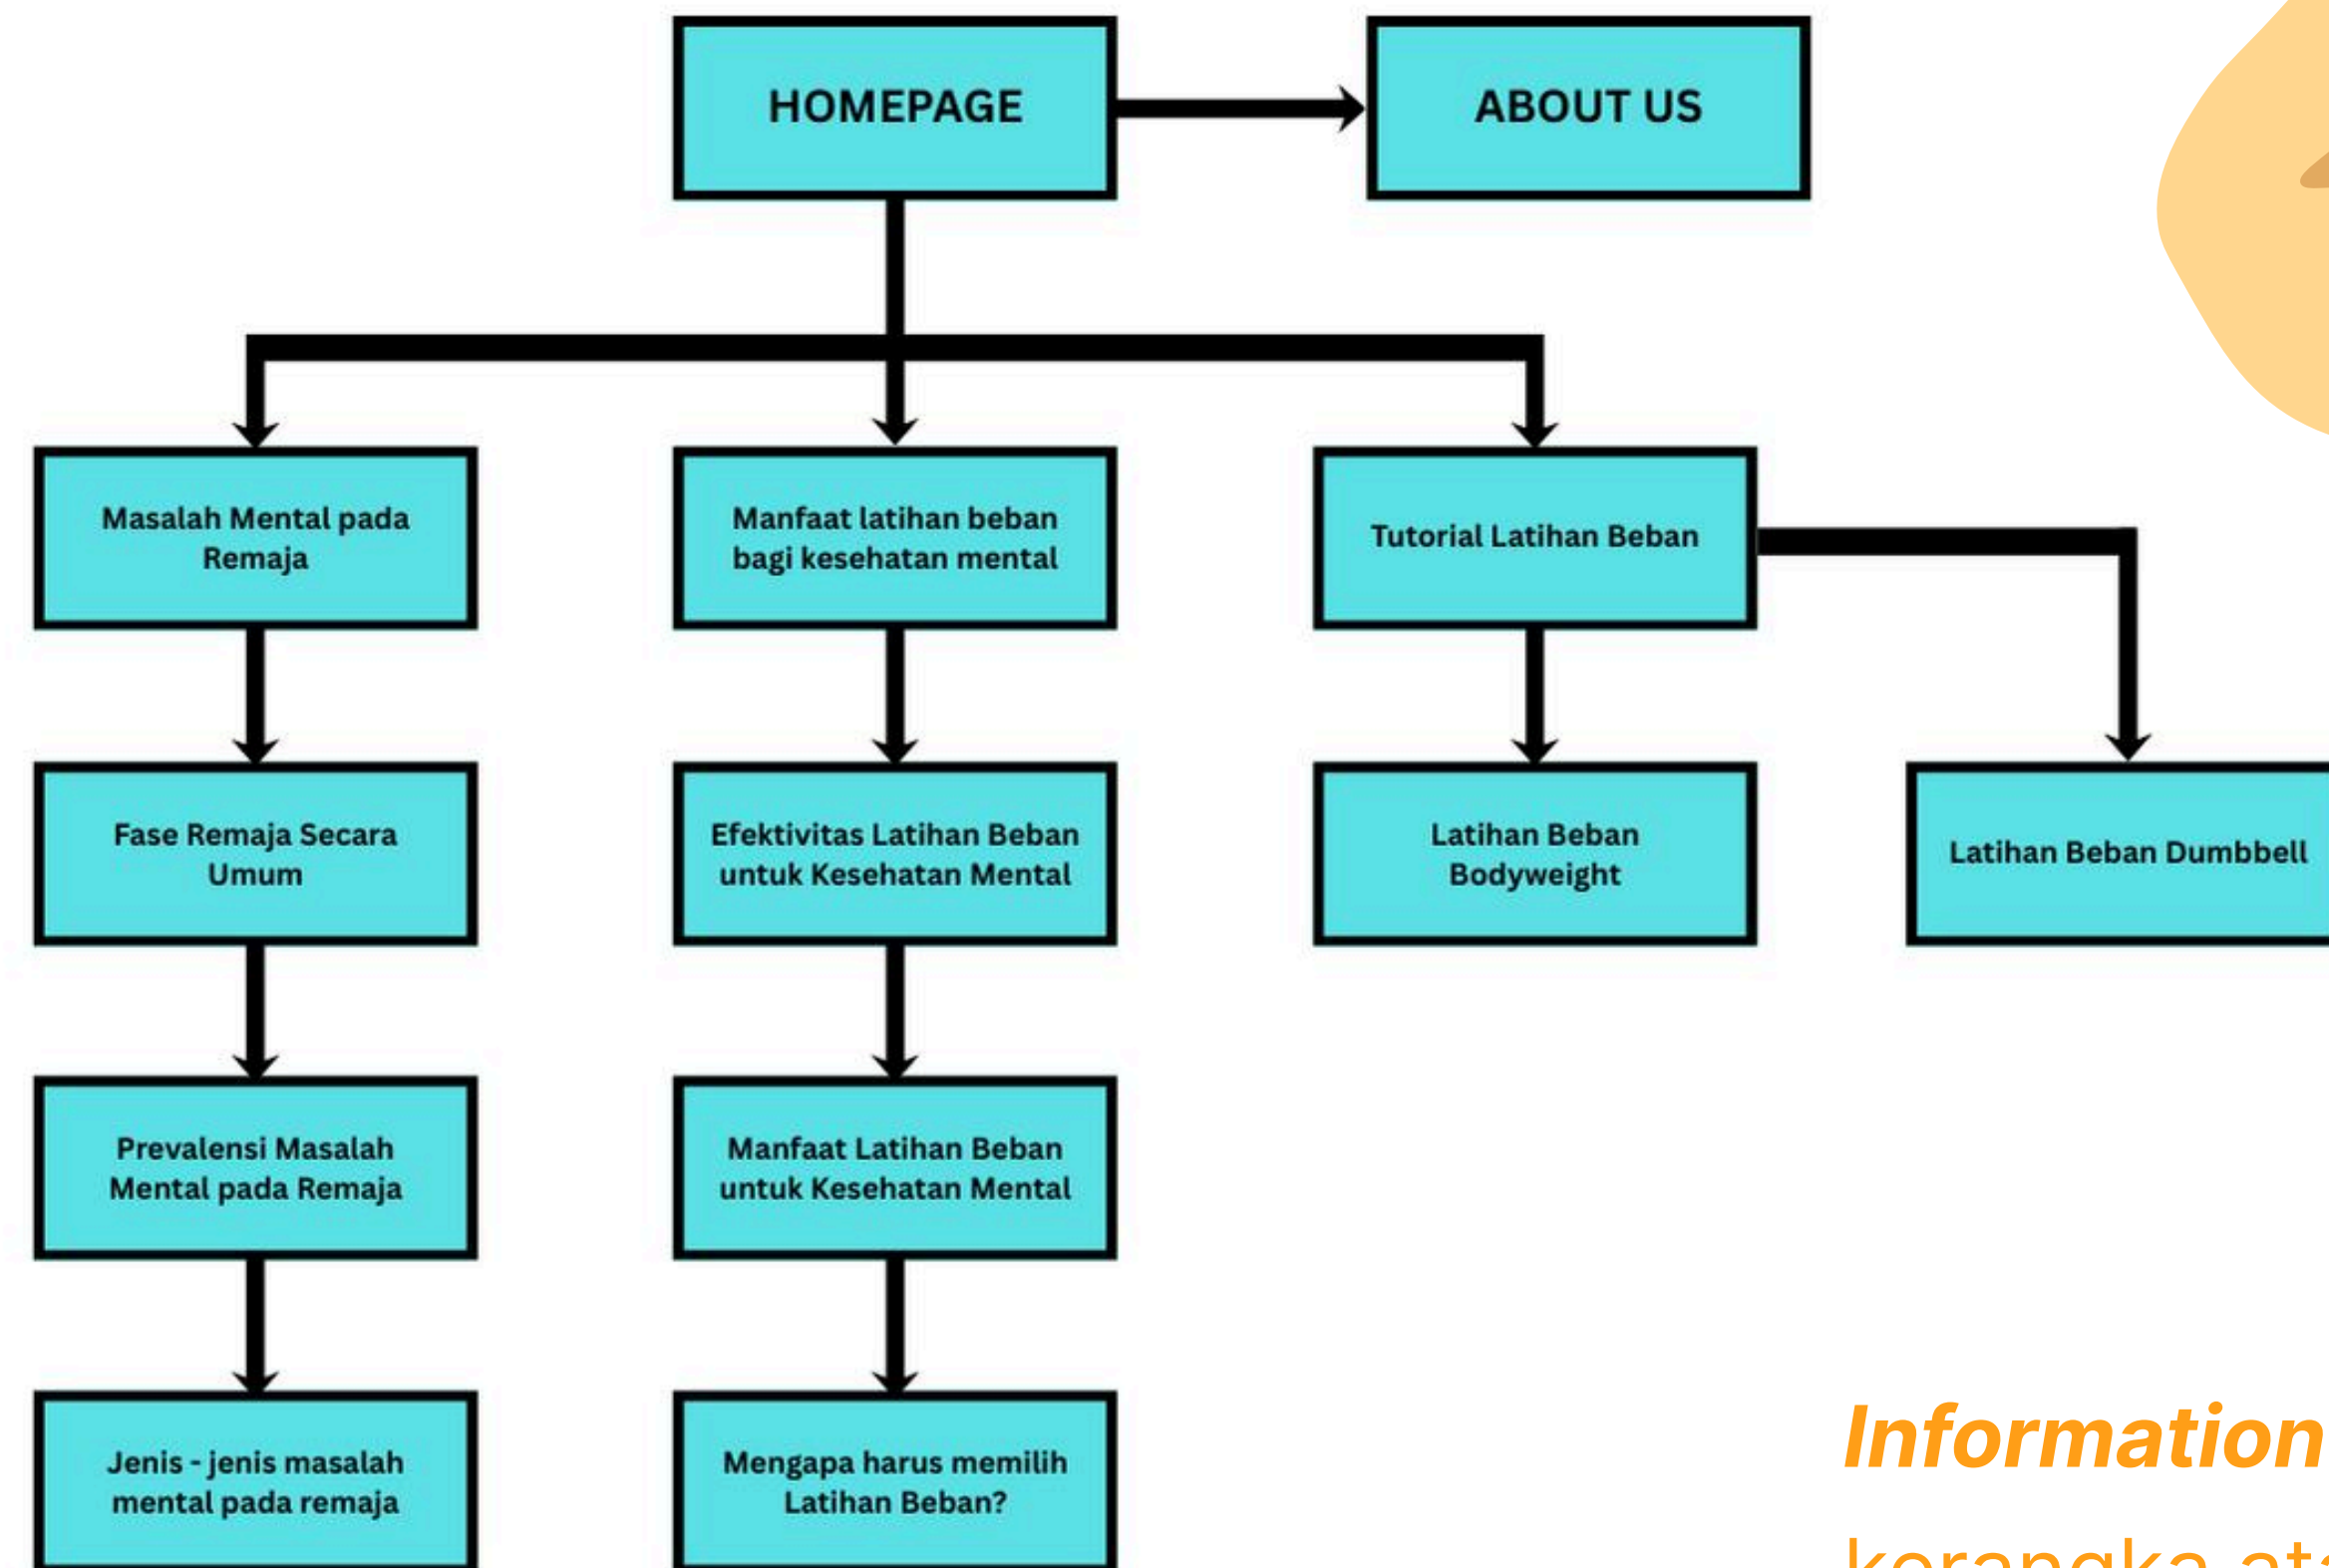 HOMEPAGE
ABOUT US
Masalah Mental pada
Remaja
Manfaat latihan beban
bagi kesehatan mental
Tutorial Latihan Beban
Fase Remaja Secara
Umum
Efektivitas Latihan Beban
untuk Kesehatan Mental
Latihan Beban
Bodyweight
Latihan Beban Dumbbell
Prevalensi Masalah
Mental pada Remaja
Manfaat Latihan Beban
untuk Kesehatan Mental
Jenis - jenis masalah
mental pada remaja
Mengapa harus memilih
Latihan Beban?
Information
kerangka